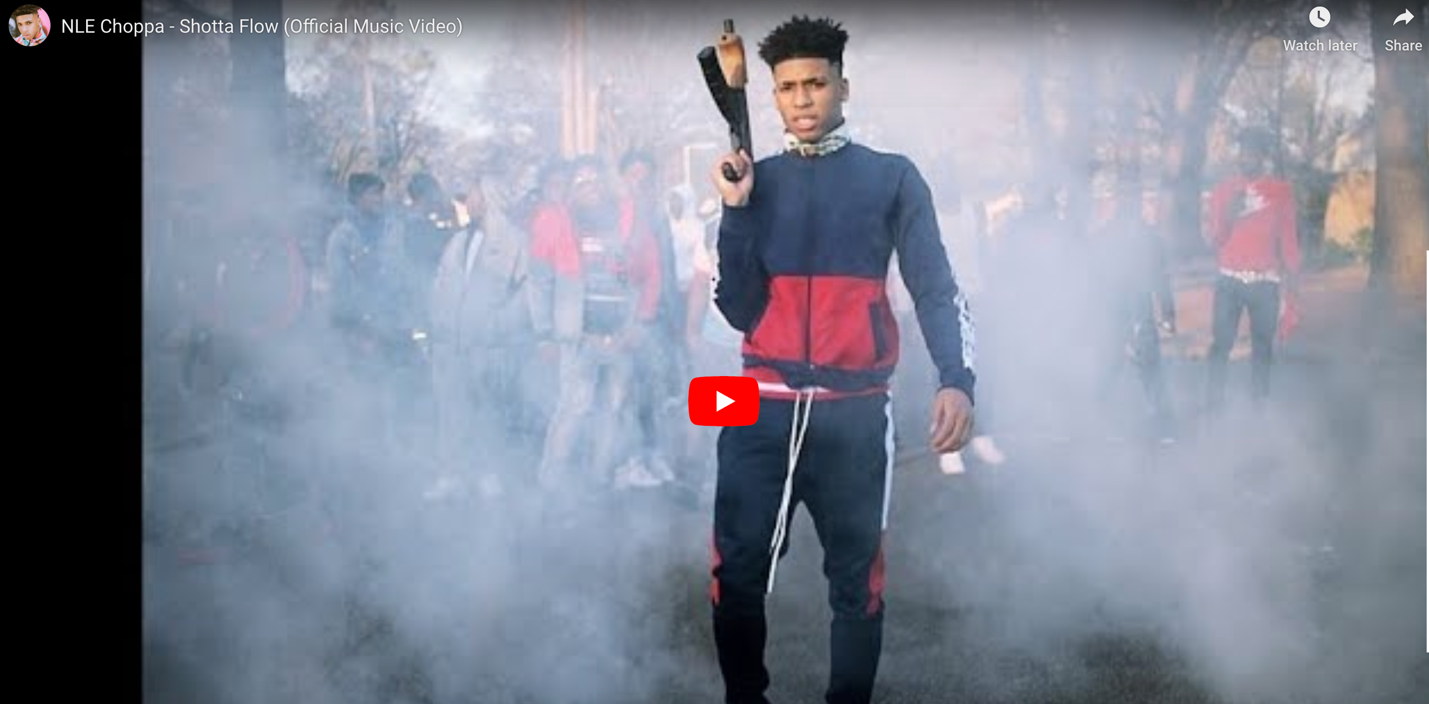 NLE Choppa - Shotta Flow (Official Music Video)
Watch later
Share